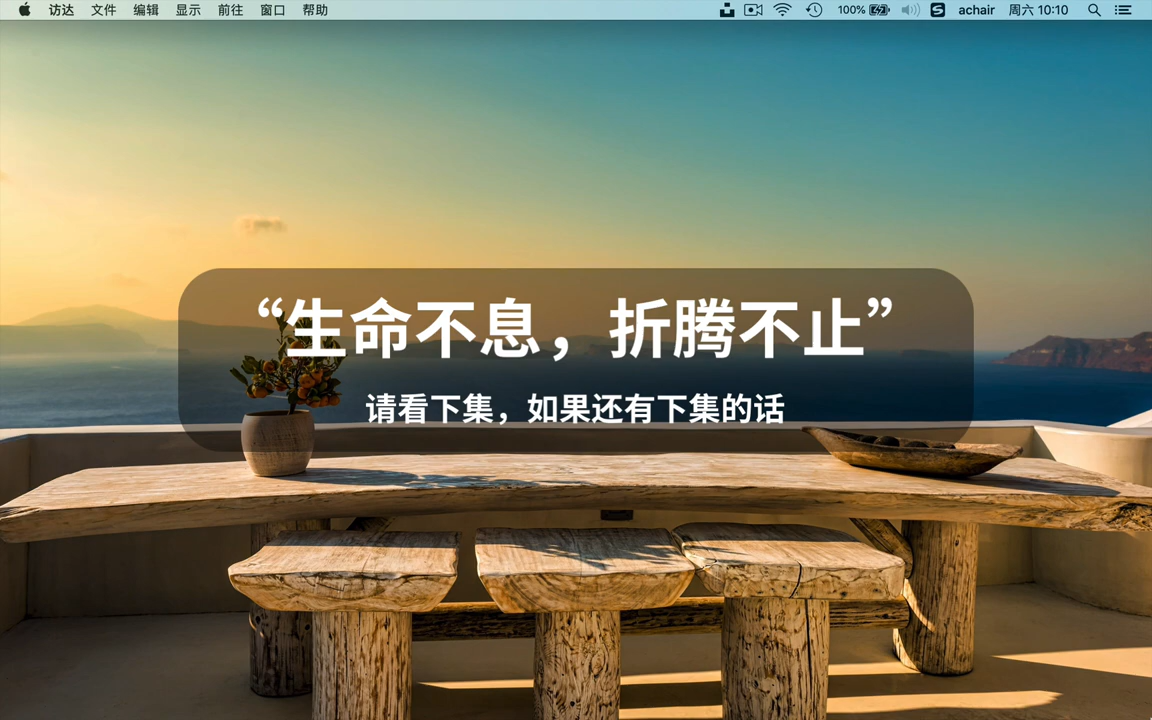 访达 文件 编辑 显示 前往 窗口 帮助 100% achair 周六 10:10
“生命不息，折腾不止”
请看下集，如果还有下集的话